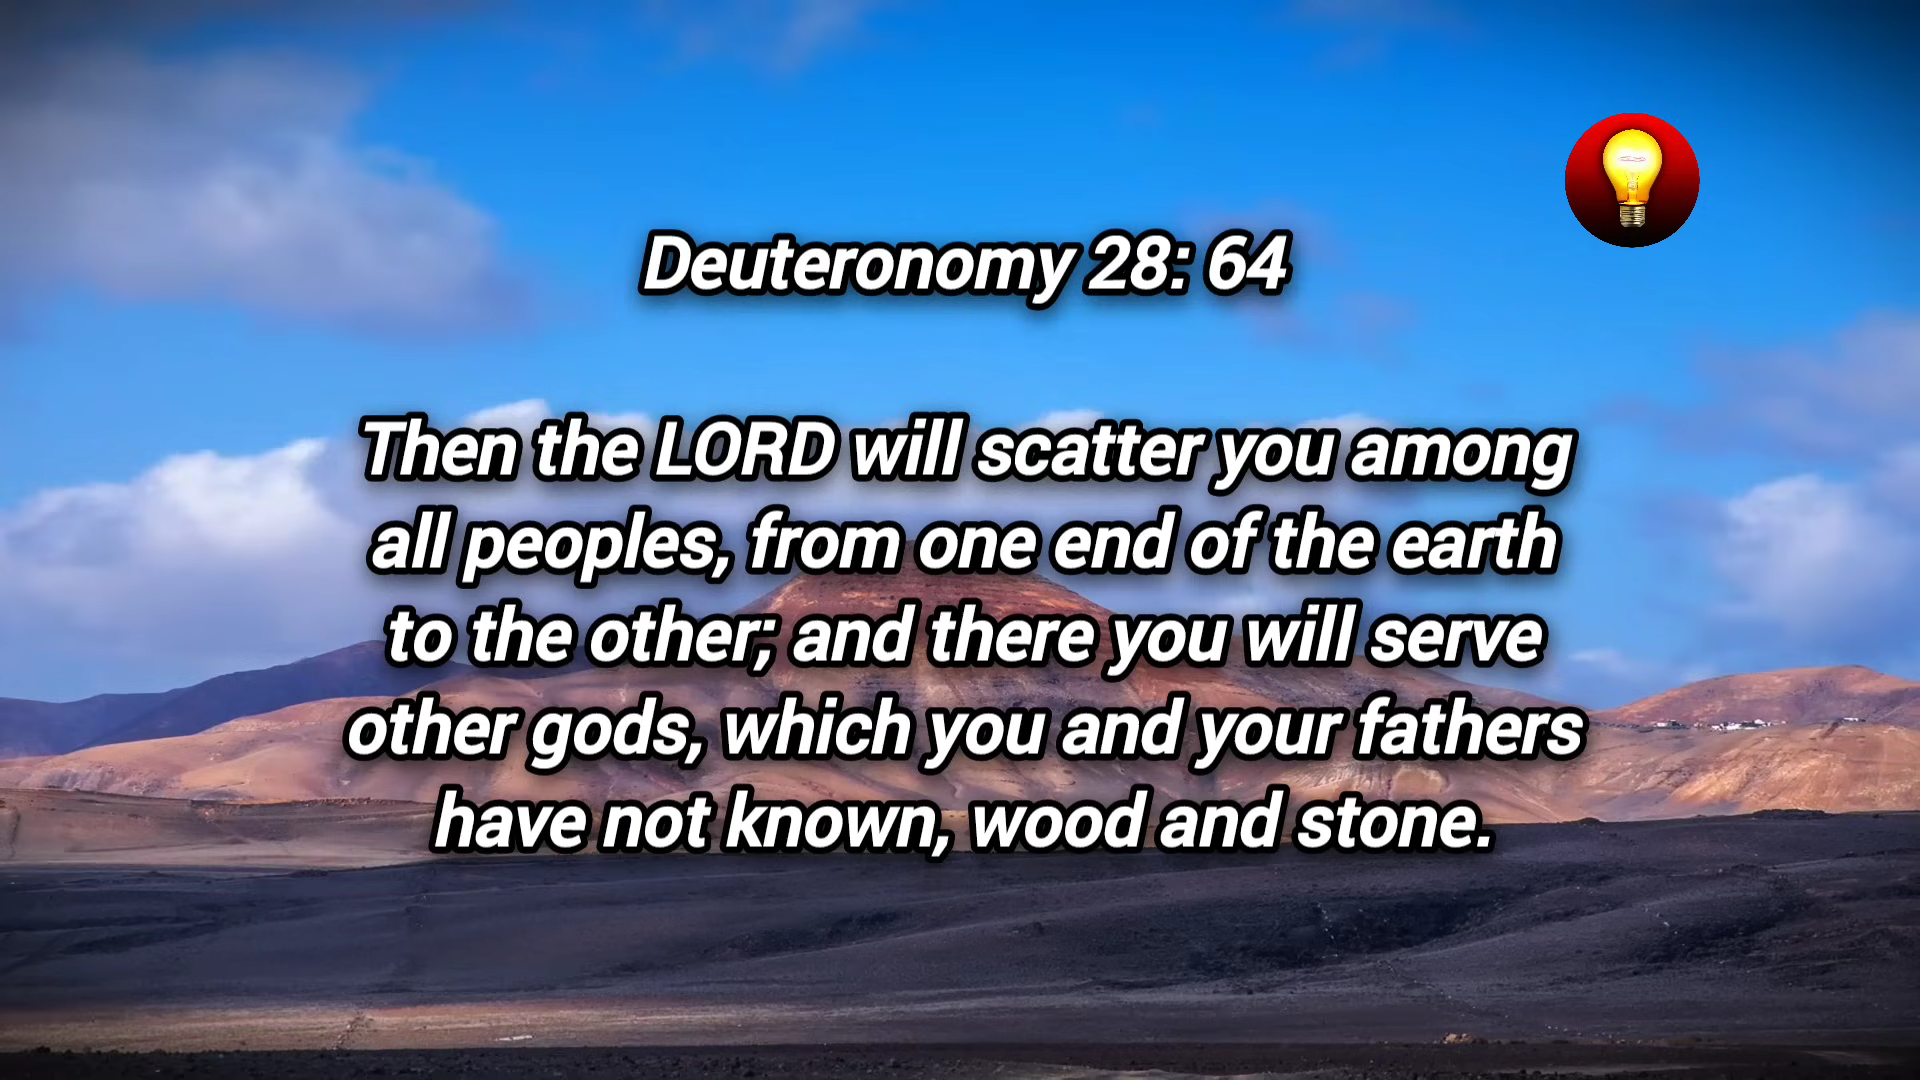 Deuteronomy 28: 64
Then the LORD will scatter you among
all peoples, from one end of the earth
to the other; and there you will serve
other gods, which you and your fathers
have not known, wood and stone.